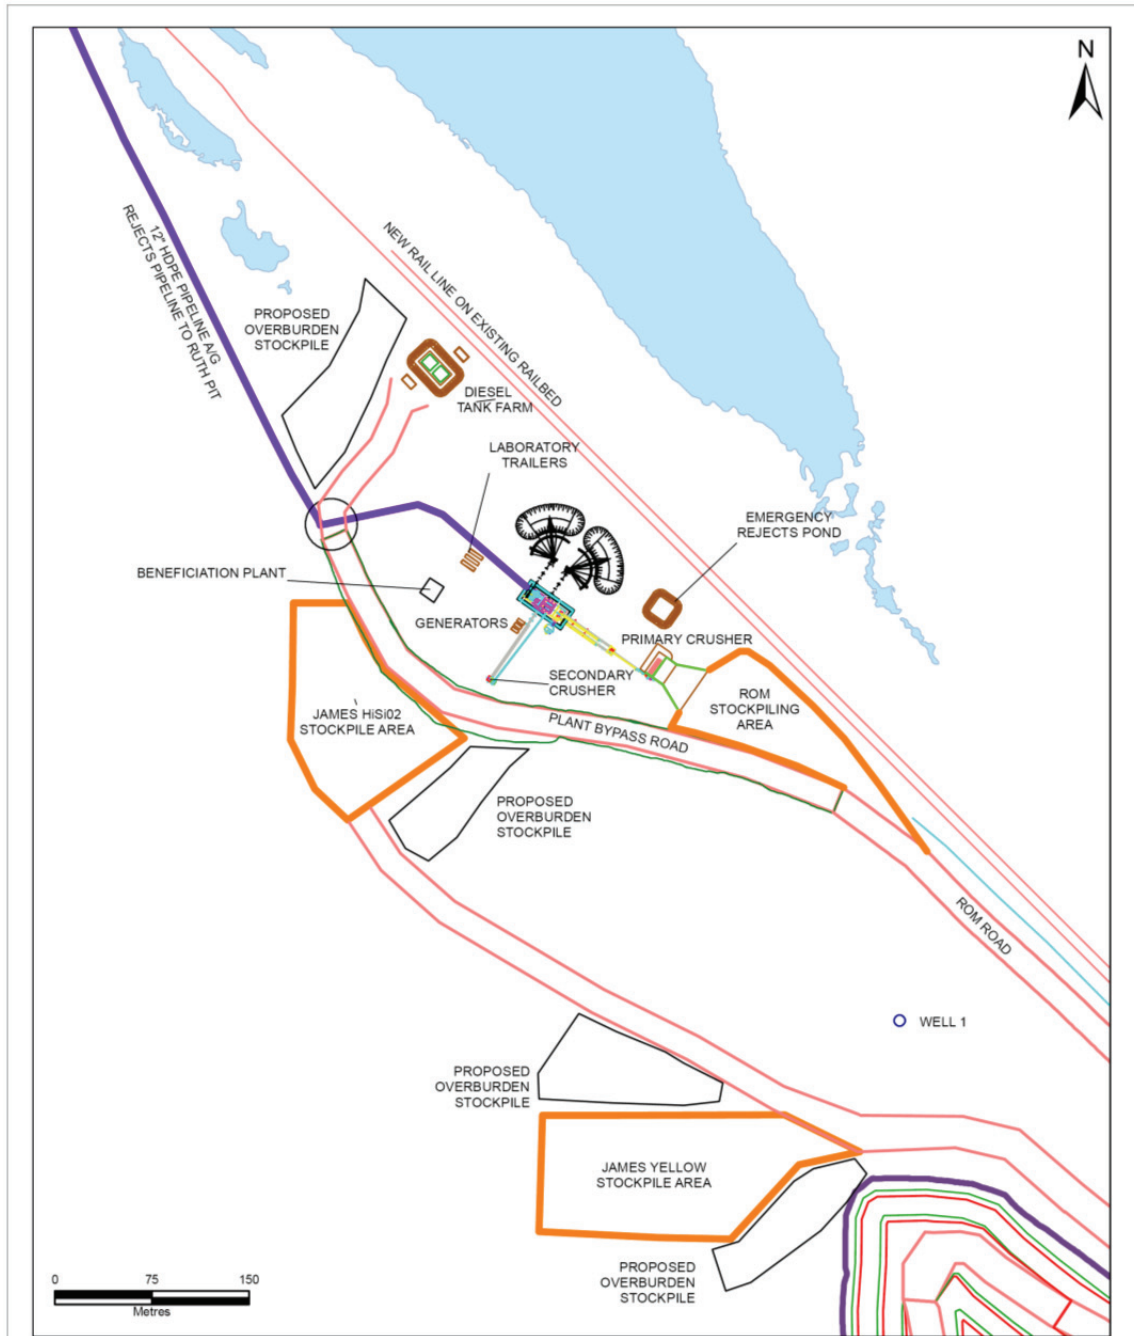 N
NEW RAIL LINE ON EXISTING RAILBED
12" HDPE PIPELINE A/G
REJECTS PIPELINE TO RUTH PIT
PROPOSED
OVERBURDEN
STOCKPILE
DIESEL
TANK FARM
LABORATORY
TRAILERS
EMERGENCY
REJECTS POND
BENEFICIATION PLANT
GENERATORS
PRIMARY CRUSHER
SECONDARY
CRUSHER
ROM
STOCKPILING
AREA
JAMES HiSi02
STOCKPILE AREA
PLANT BYPASS ROAD
PROPOSED
OVERBURDEN
STOCKPILE
ROM ROAD
WELL 1
PROPOSED
OVERBURDEN
STOCKPILE
JAMES YELLOW
STOCKPILE AREA
PROPOSED
OVERBURDEN
STOCKPILE
0 75 150
Metres